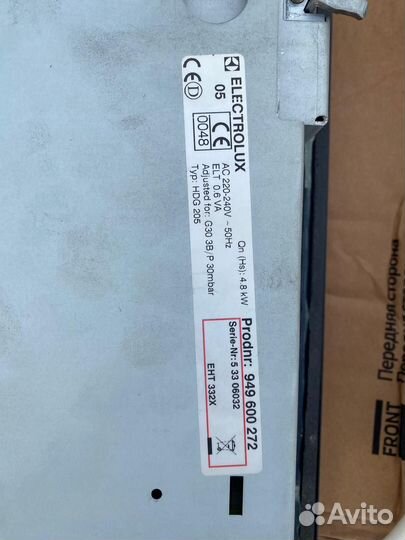 ELECTROLUX
05
0048
AC 220-240V ~ 50Hz
ELT 0.6 VA
Adjusted for: G30 3B/P 30mbar
Typ: HDG 205
Qn (Hs): 4.8 kW
Prodnr: 949 600 272
Serie-Nr: 5 33 06032
EHT 332X
Передняя сторона
FRONT
Avito